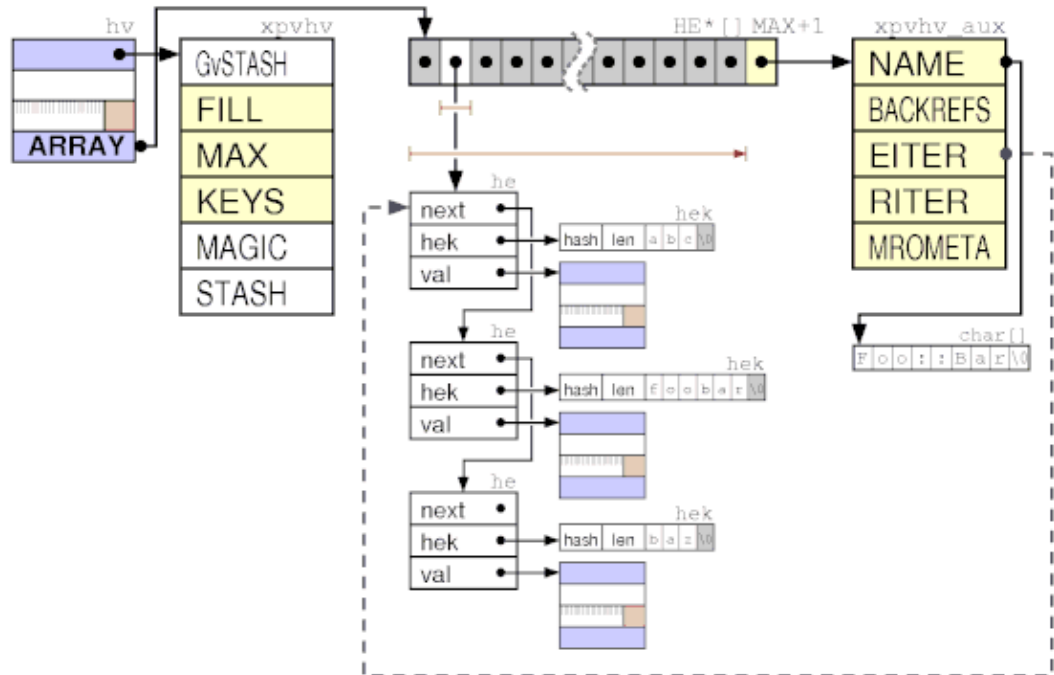 hv
xpvhv
HE*[] MAX+1
xpvhv_aux
GvSTASH
FILL
MAX
KEYS
MAGIC
STASH
ARRAY
NAME
BACKREFS
EITER
RITER
MROMETA
he
next
hek
val
hek
hash len a b c \0
he
next
hek
val
hek
hash len f o o b a r \0
he
next
hek
val
hek
hash len b a z \0
char[]
F o o : : B a r \0